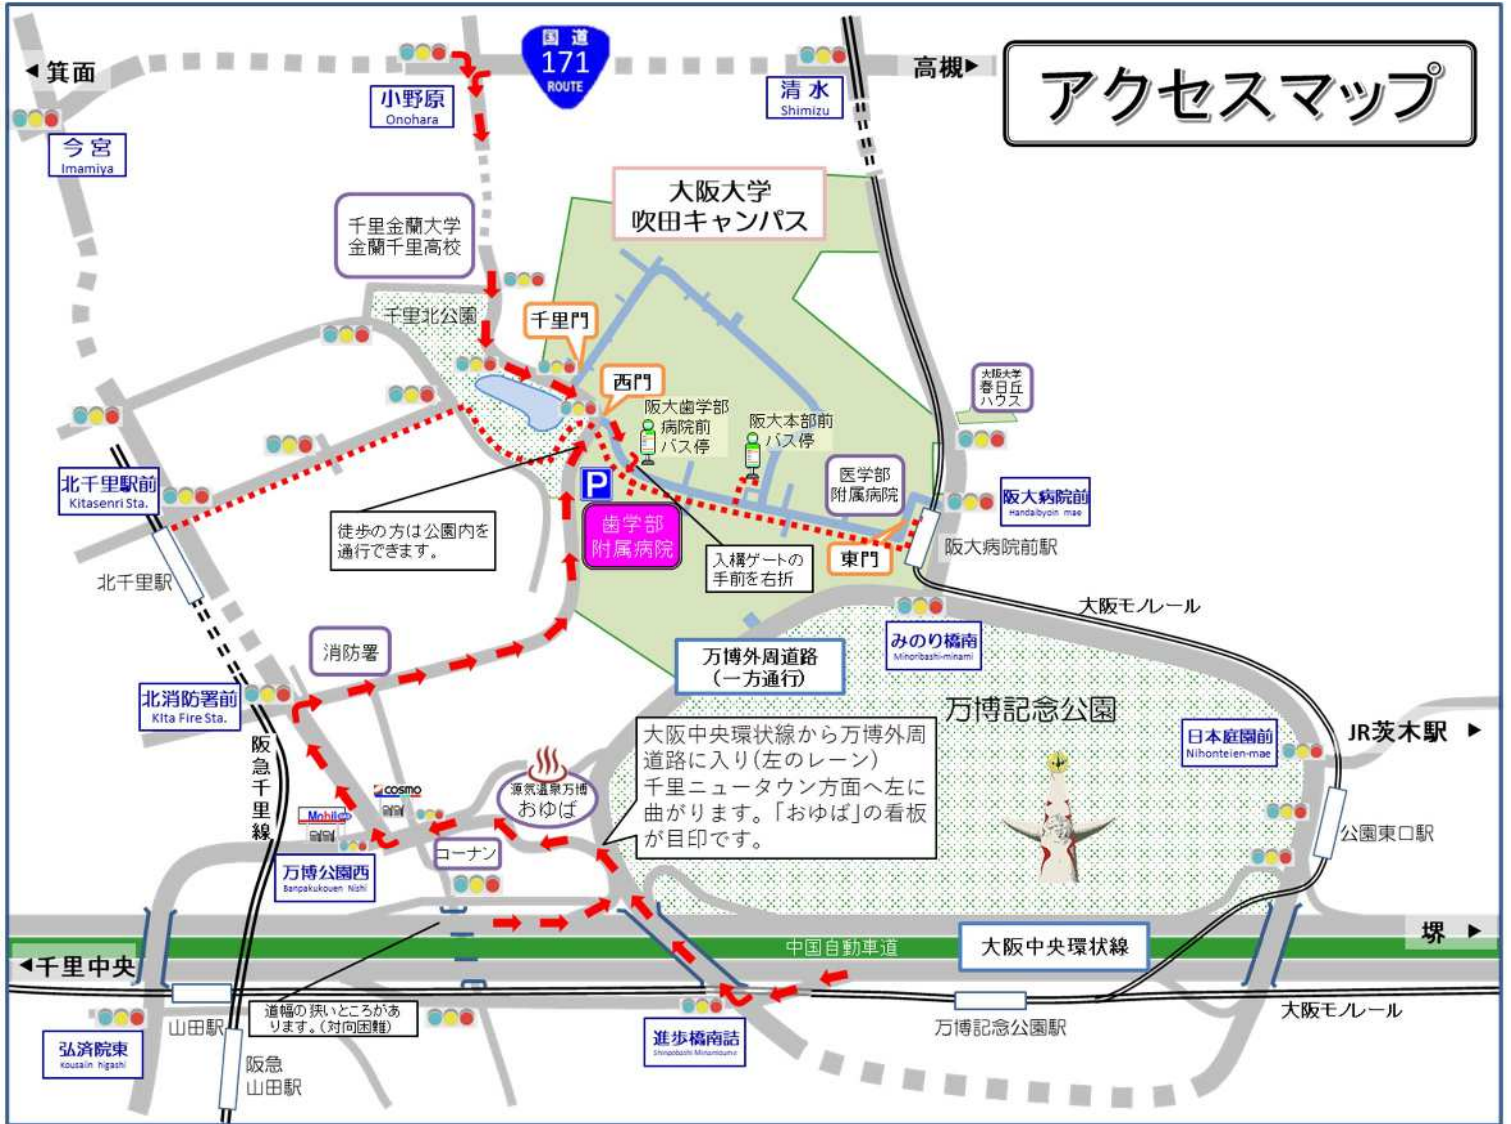 国 道
171
ROUTE
アクセスマップ
◀ 箕面
高槻▶
小野原
Onohara
清 水
Shimizu
今 宮
Imamiya
大阪大学
吹田キャンパス
千里金蘭大学
金蘭千里高校
千里北公園
千里門
西門
大阪大学
春日丘
ハウス
阪大歯学部
病院前
バス停
阪大本部前
バス停
医学部
附属病院
北千里駅前
Kitasenri Sta.
P
阪大病院前
Handaibyoin mae
徒歩の方は公園内を
通行できます。
歯学部
附属病院
入構ゲートの
手前を右折
東門
阪大病院前駅
北千里駅
大阪モノレール
消防署
みのり橋南
Minoribashi-minami
万博外周道路
(一方通行)
北消防署前
Kita Fire Sta.
万博記念公園
阪急千里線
大阪中央環状線から万博外周
道路に入り(左のレーン)
千里ニュータウン方面へ左に
曲がります。「おゆば」の看板
が目印です。
日本庭園前
Nihonteien-mae
JR茨木駅 ▶
源気温泉万博
おゆば
cosmo
Mobil
コーナン
公園東口駅
万博公園西
Banpakukouen Nishi
中国自動車道
大阪中央環状線
堺 ▶
◀千里中央
山田駅
道幅の狭いところがあ
ります。(対向困難)
万博記念公園駅
大阪モノレール
弘済院東
Kousain higashi
進歩橋南詰
Shinpobashi Minamizume
阪急
山田駅